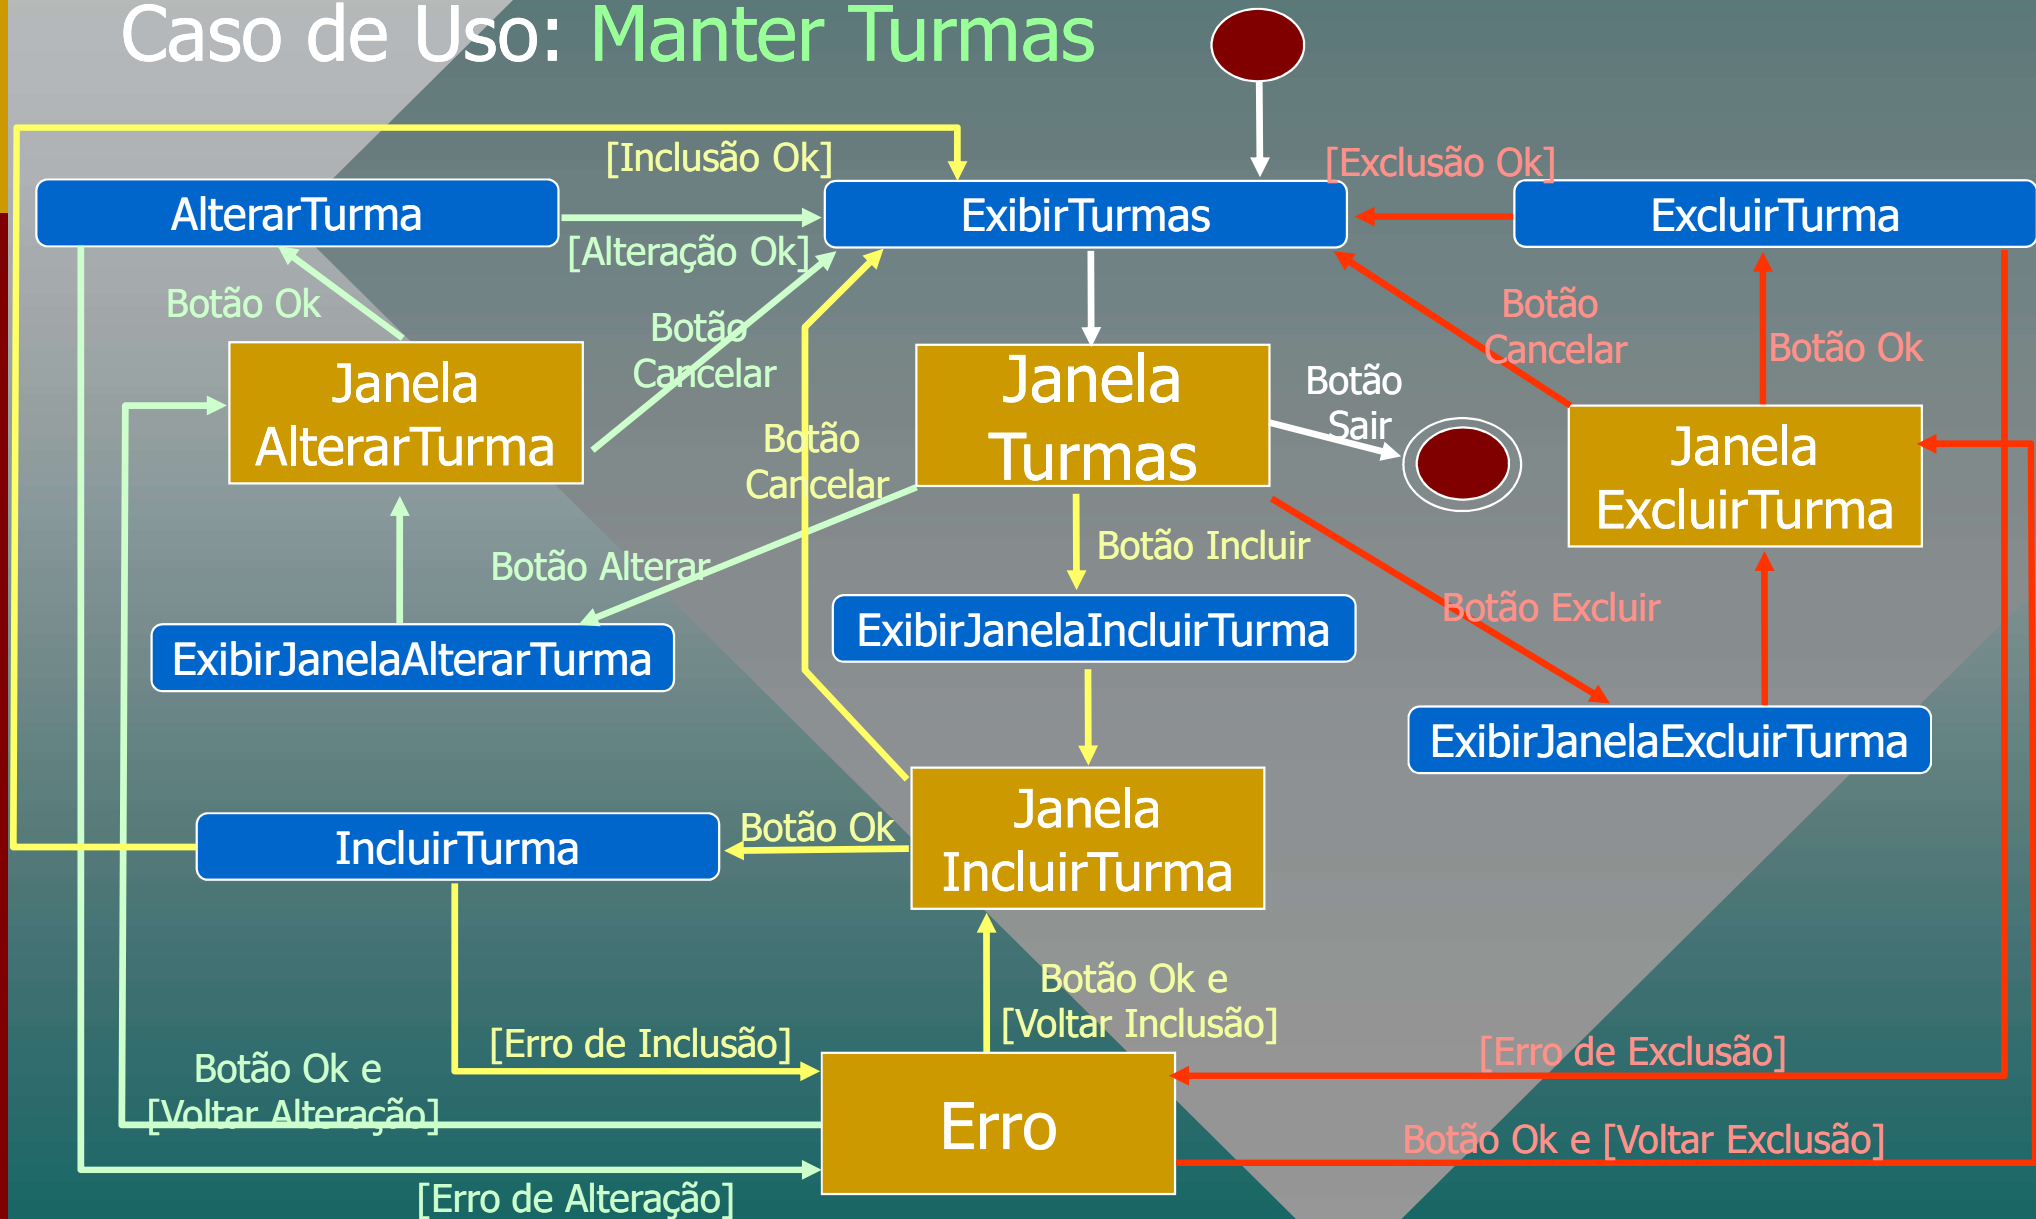 Caso de Uso: Manter Turmas
[Inclusão Ok]
[Exclusão Ok]
AlterarTurma
ExibirTurmas
ExcluirTurma
[Alteração Ok]
Botão Ok
Botão
Cancelar
Botão
Cancelar
Botão Ok
Janela
AlterarTurma
Janela
Turmas
Botão
Sair
Botão
Cancelar
Janela
ExcluirTurma
Botão Alterar
Botão Incluir
Botão Excluir
ExibirJanelaAlterarTurma
ExibirJanelaIncluirTurma
ExibirJanelaExcluirTurma
IncluirTurma
Botão Ok
Janela
IncluirTurma
Botão Ok e
[Voltar Inclusão]
[Erro de Inclusão]
[Erro de Exclusão]
Botão Ok e
[Voltar Alteração]
Erro
Botão Ok e [Voltar Exclusão]
[Erro de Alteração]